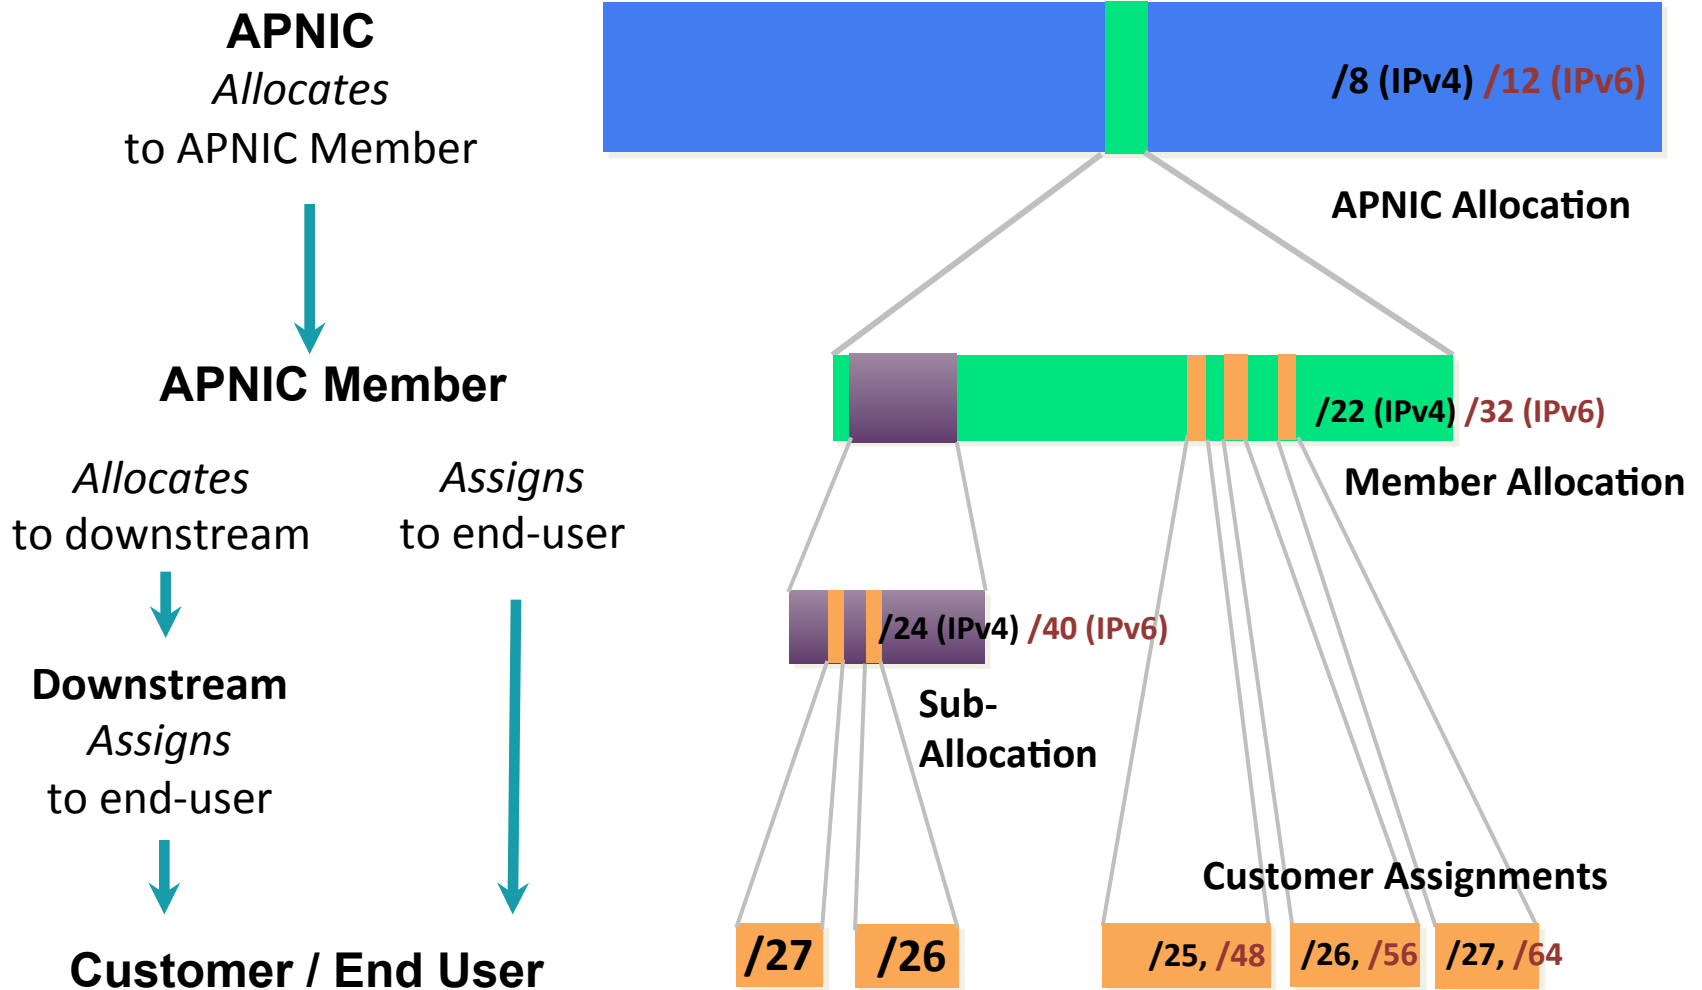 APNIC
Allocates
to APNIC Member
/8 (IPv4) /12 (IPv6)
APNIC Allocation
APNIC Member
/22 (IPv4) /32 (IPv6)
Member Allocation
Allocates
to downstream
Assigns
to end-user
/24 (IPv4) /40 (IPv6)
Sub-
Allocation
Downstream
Assigns
to end-user
Customer Assignments
Customer / End User
/27
/26
/25, /48
/26, /56
/27, /64